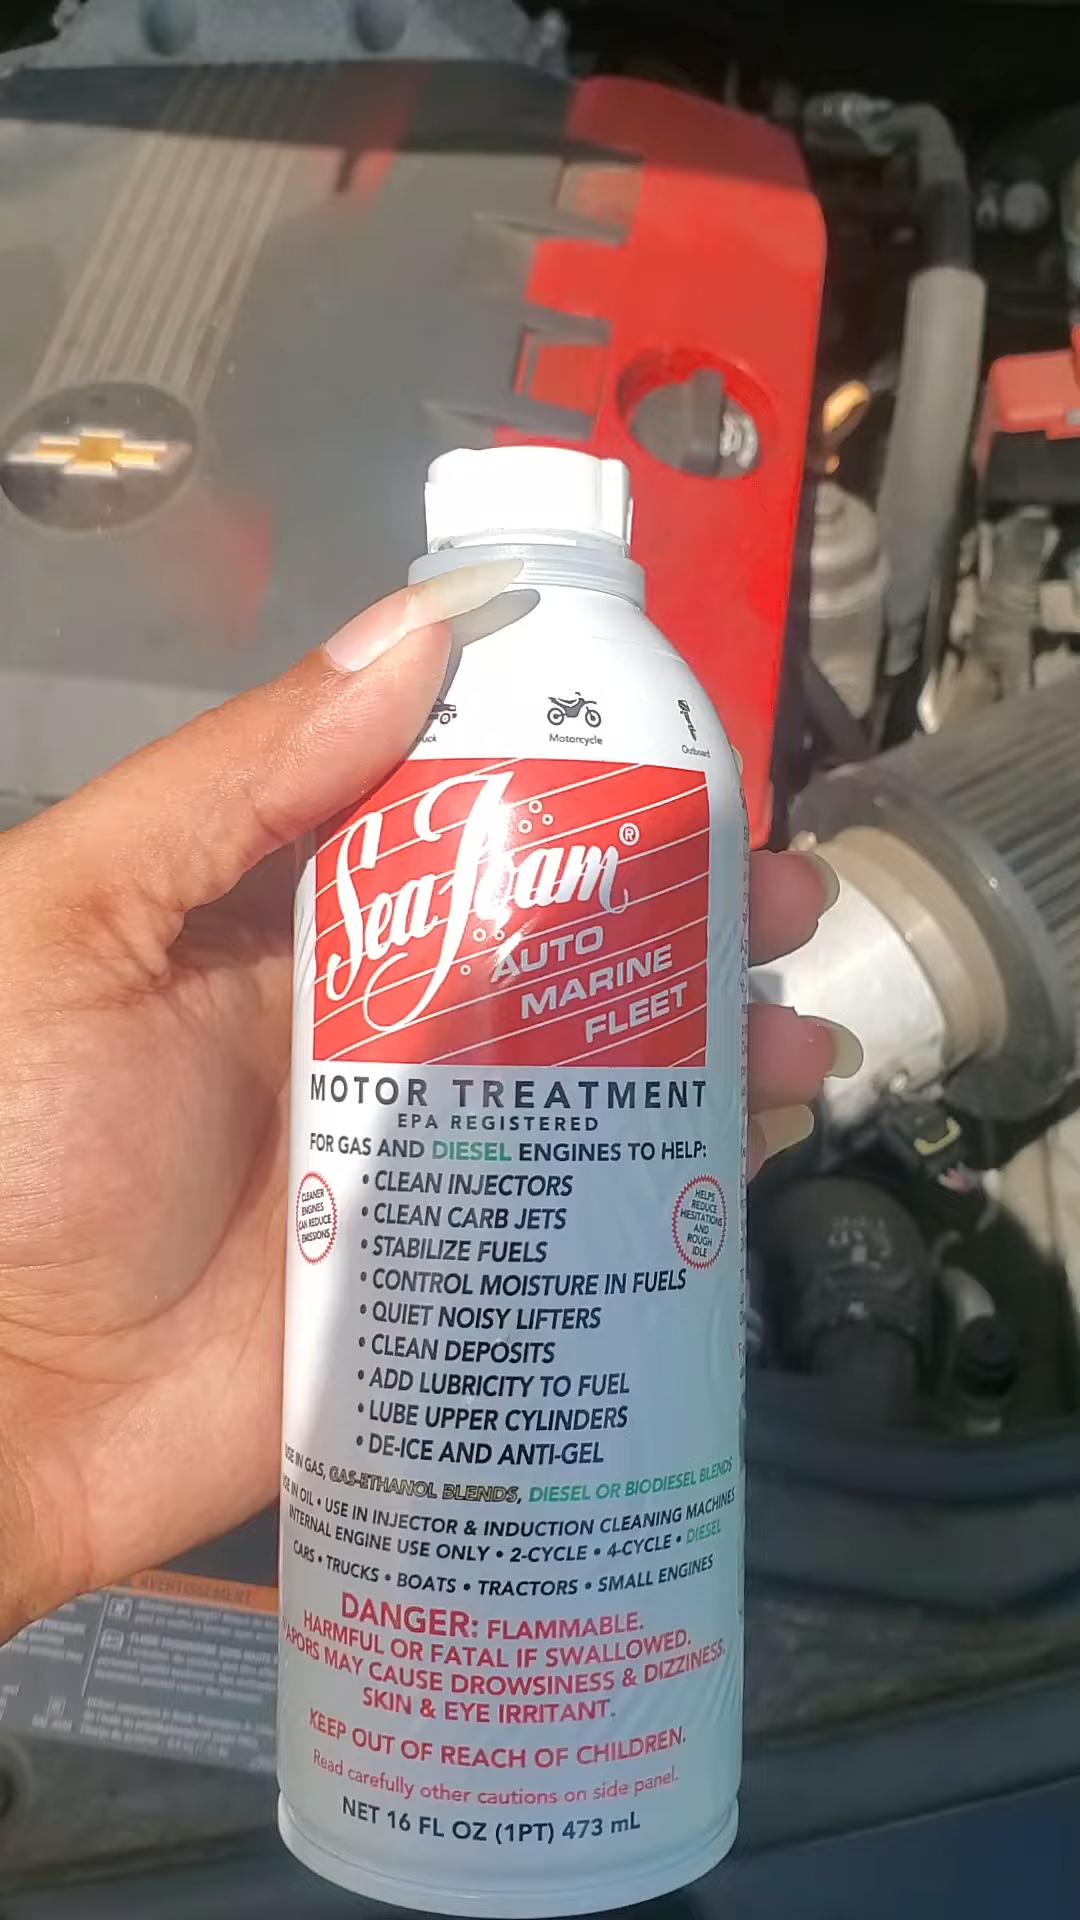 Motorcycle
Outboard
Sea Foam®
AUTO
MARINE
FLEET
MOTOR TREATMENT
EPA REGISTERED
FOR GAS AND DIESEL ENGINES TO HELP:
• CLEAN INJECTORS
• CLEAN CARB JETS
• STABILIZE FUELS
• CONTROL MOISTURE IN FUELS
• QUIET NOISY LIFTERS
• CLEAN DEPOSITS
• ADD LUBRICITY TO FUEL
• LUBE UPPER CYLINDERS
• DE-ICE AND ANTI-GEL
CLEANER
ENGINES
CAN REDUCE
EMISSIONS
HELPS
REDUCE
HESITATIONS
AND
ROUGH
IDLE
USE IN GAS, GAS-ETHANOL BLENDS, DIESEL OR BIODIESEL BLENDS
USE IN OIL • USE IN INJECTOR & INDUCTION CLEANING MACHINES
INTERNAL ENGINE USE ONLY • 2-CYCLE • 4-CYCLE • DIESEL
CARS • TRUCKS • BOATS • TRACTORS • SMALL ENGINES
DANGER: FLAMMABLE.
HARMFUL OR FATAL IF SWALLOWED.
VAPORS MAY CAUSE DROWSINESS & DIZZINESS.
SKIN & EYE IRRITANT.
KEEP OUT OF REACH OF CHILDREN.
Read carefully other cautions on side panel.
NET 16 FL OZ (1PT) 473 mL
AVERTISSEMENT